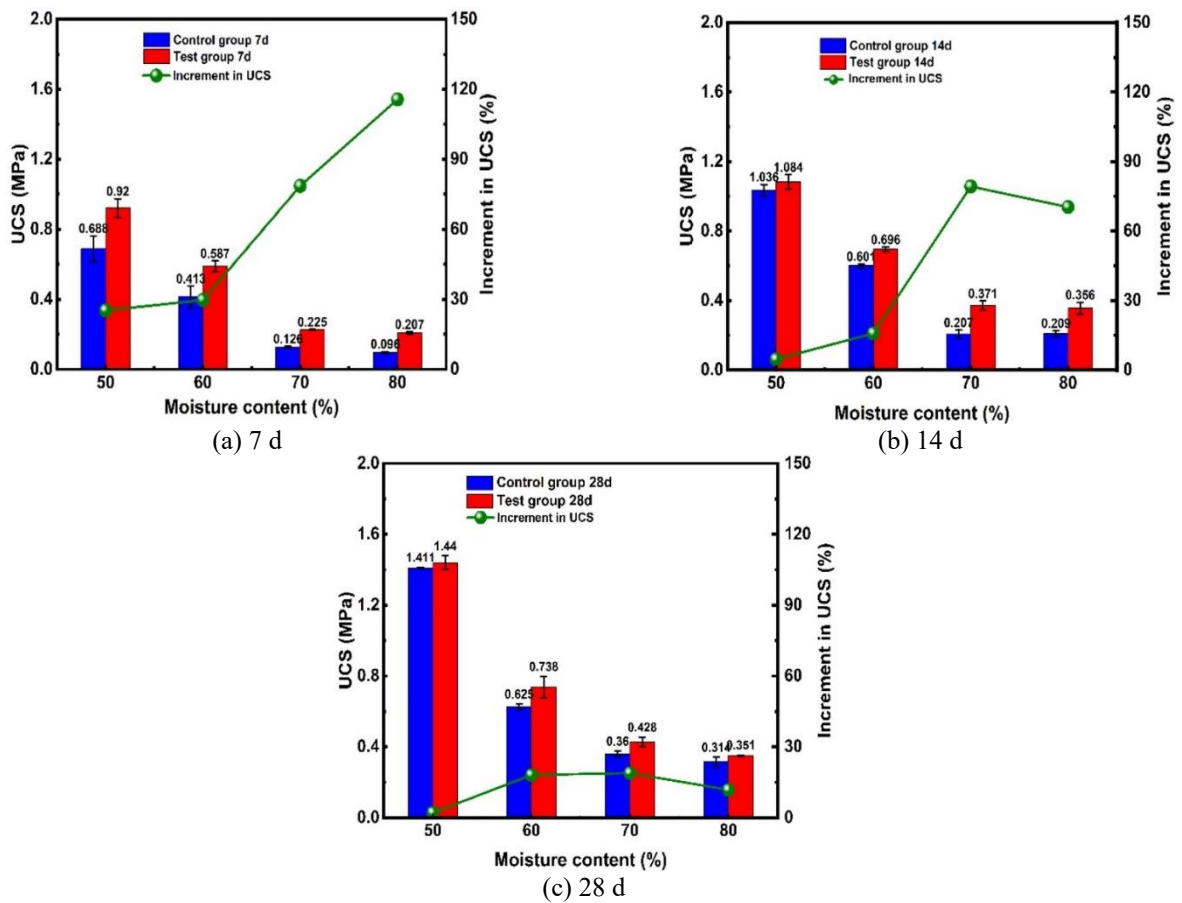 2.0
1.6
1.2
0.8
0.4
0.0
UCS (MPa)
Control group 7d
Test group 7d
Increment in UCS
0.688
0.92
0.413
0.587
0.126
0.225
0.096
0.207
150
120
90
60
30
0
Increment in UCS (%)
50 60 70 80
Moisture content (%)
(a) 7 d
2.0
1.6
1.2
0.8
0.4
0.0
UCS (MPa)
Control group 14d
Test group 14d
Increment in UCS
1.036
1.084
0.601
0.696
0.207
0.371
0.209
0.356
150
120
90
60
30
0
Increment in UCS (%)
50 60 70 80
Moisture content (%)
(b) 14 d
2.0
1.6
1.2
0.8
0.4
0.0
UCS (MPa)
Control group 28d
Test group 28d
Increment in UCS
1.411
1.44
0.625
0.738
0.36
0.428
0.314
0.351
150
120
90
60
30
0
Increment in UCS (%)
50 60 70 80
Moisture content (%)
(c) 28 d